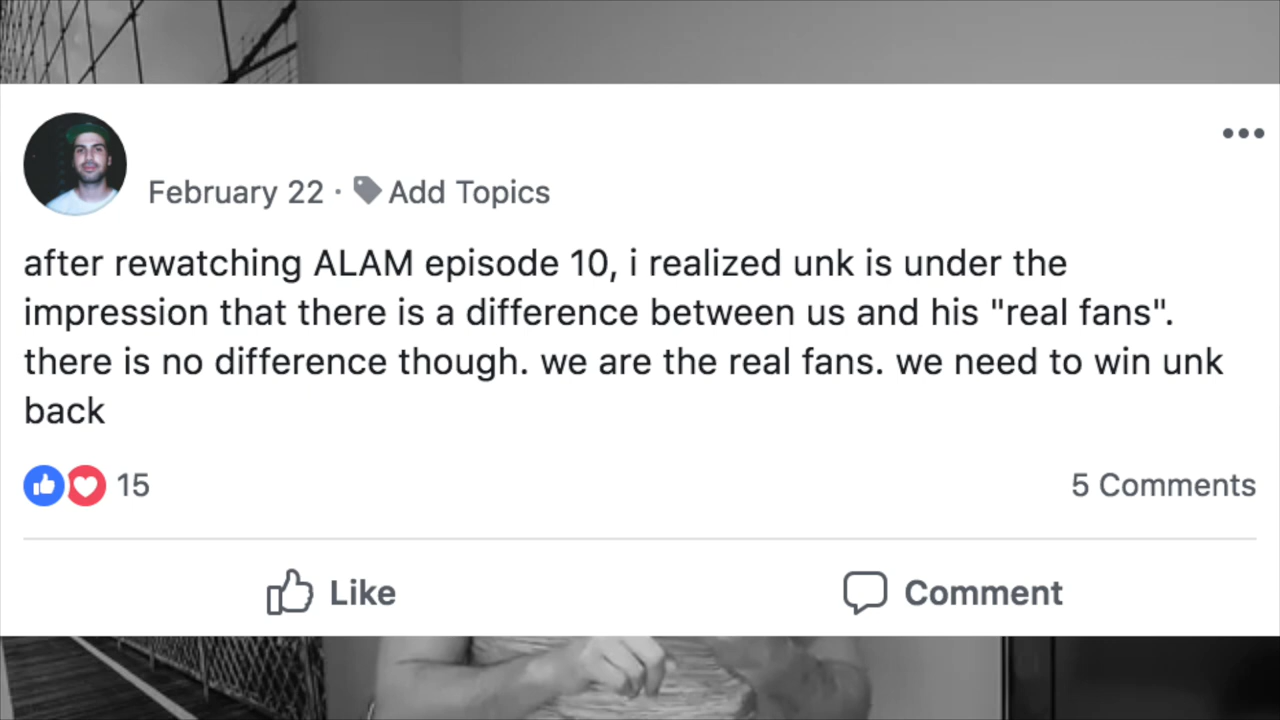 February 22 · Add Topics
after rewatching ALAM episode 10, i realized unk is under the
impression that there is a difference between us and his "real fans".
there is no difference though. we are the real fans. we need to win unk
back
15
5 Comments
Like
Comment